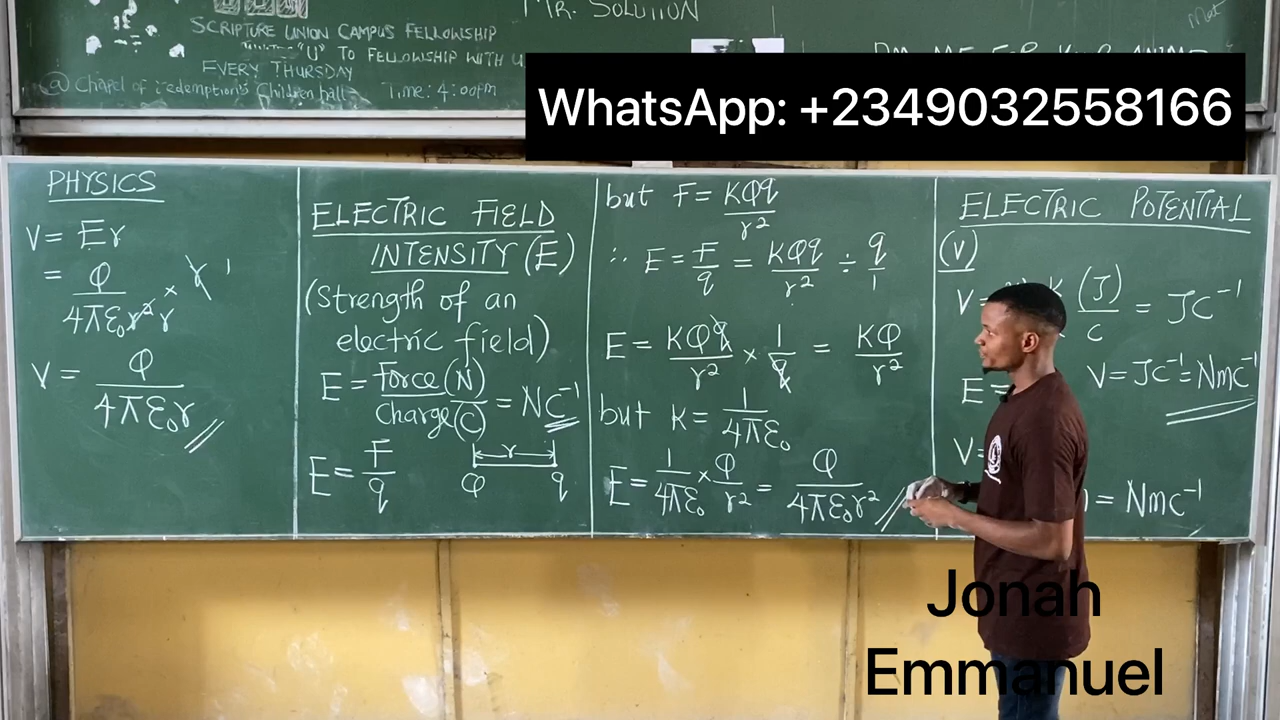 MR. SOLUTION
SCRIPTURE UNION CAMPUS FELLOWSHIP
"U" TO FELLOWSHIP WITH U
EVERY THURSDAY
@ Chapel of redemption's Children hall Time: 4:00pm
WhatsApp: +2349032558166
PHYSICS
V = Er
= Q/4πε₀r² × r/1
r
V = Q/4πε₀r
ELECTRIC FIELD
INTENSITY (E)
(Strength of an
electric field)
E = Force(N)/Charge(C) = NC⁻¹
E = F/q
r
Q q
but F = KQq/r²
∴ E = F/q = KQq/r² ÷ q/1
E = KQq/r² × 1/q = KQ/r²
but K = 1/4πε₀
E = 1/4πε₀ × Q/r² = Q/4πε₀r²
ELECTRIC POTENTIAL
(V)
V = (J)/C = JC⁻¹
E = V = JC⁻¹ = NmC⁻¹
V =
= NmC⁻¹
Jonah
Emmanuel